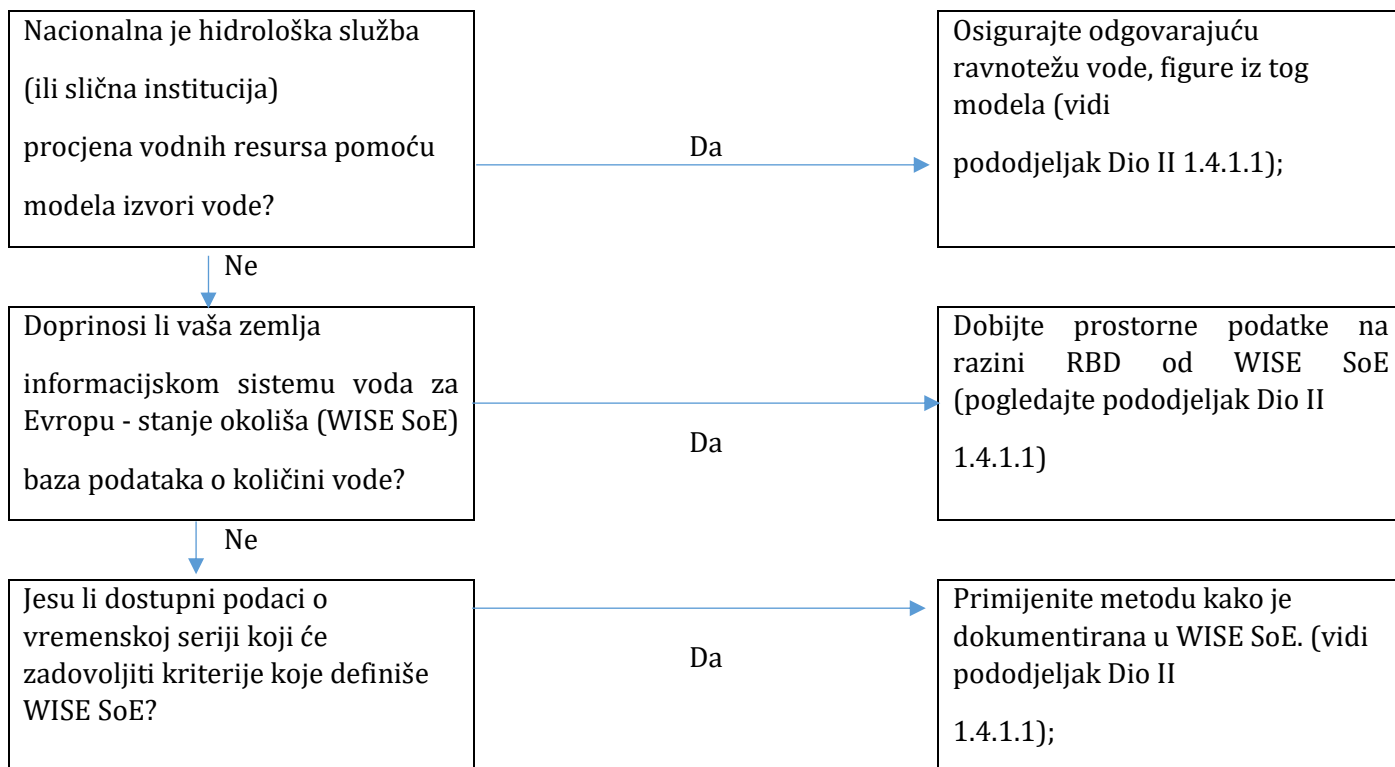 Nacionalna je hidrološka služba
(ili slična institucija)
procjena vodnih resursa pomoću
modela izvori vode?
Da
Osigurajte odgovarajuću
ravnotežu vode, figure iz tog
modela (vidi
pododjeljak Dio II 1.4.1.1);
Ne
Doprinosi li vaša zemlja
informacijskom sistemu voda za
Evropu - stanje okoliša (WISE SoE)
baza podataka o količini vode?
Da
Dobijte prostorne podatke na
razini RBD od WISE SoE
(pogledajte pododjeljak Dio II
1.4.1.1)
Ne
Jesu li dostupni podaci o
vremenskoj seriji koji će
zadovoljiti kriterije koje definiše
WISE SoE?
Da
Primijenite metodu kako je
dokumentirana u WISE SoE. (vidi
pododjeljak Dio II
1.4.1.1);